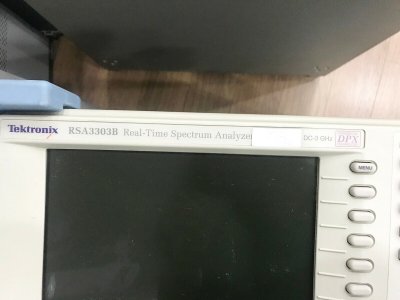 Tektronix RSA3303B Real-Time Spectrum Analyzer DC-3 GHz DPX
MENU